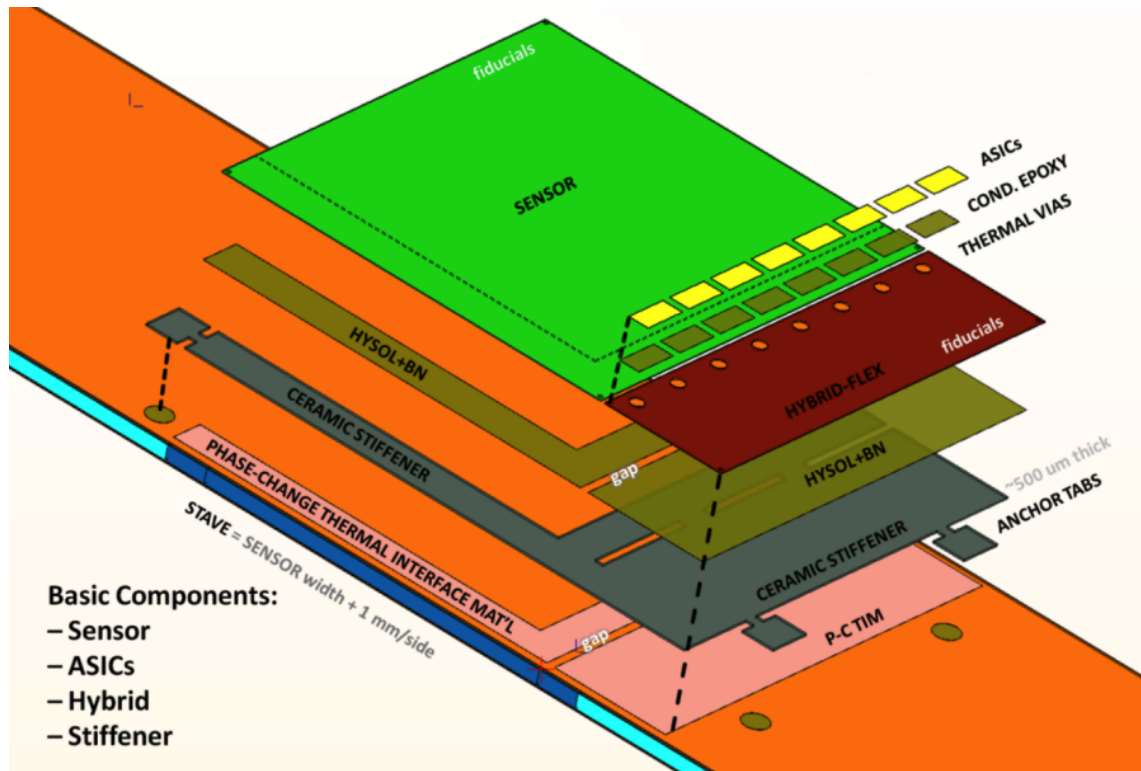 fiducials
SENSOR
ASICs
COND. EPOXY
THERMAL VIAS
fiducials
HYBRID-FLEX
HYSOL+BN
gap
HYSOL+BN
~500 um thick
ANCHOR TABS
CERAMIC STIFFENER
CERAMIC STIFFENER
PHASE-CHANGE THERMAL INTERFACE MAT'L
gap
P-C TIM
STAVE = SENSOR width + 1 mm/side
Basic Components:
– Sensor
– ASICs
– Hybrid
– Stiffener